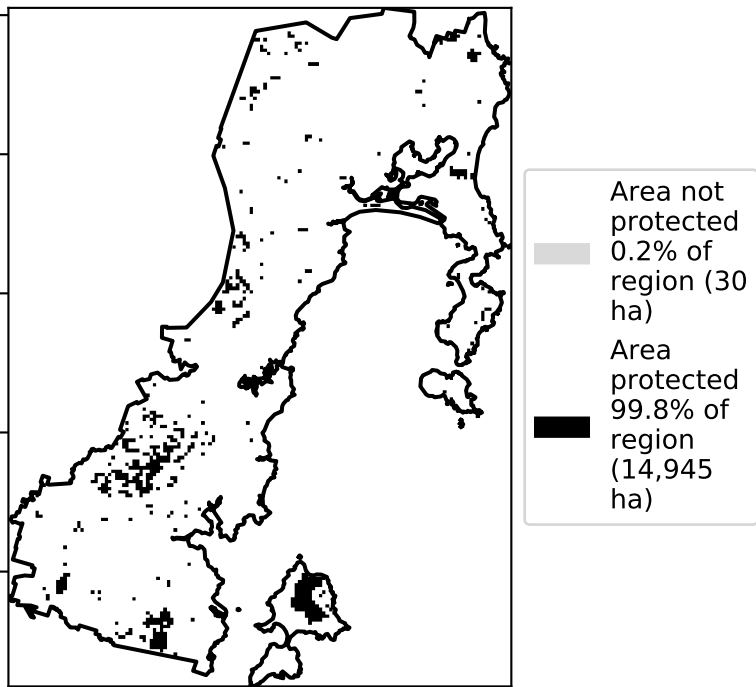 Area not
protected
0.2% of
region (30
ha)
Area
protected
99.8% of
region
(14,945
ha)